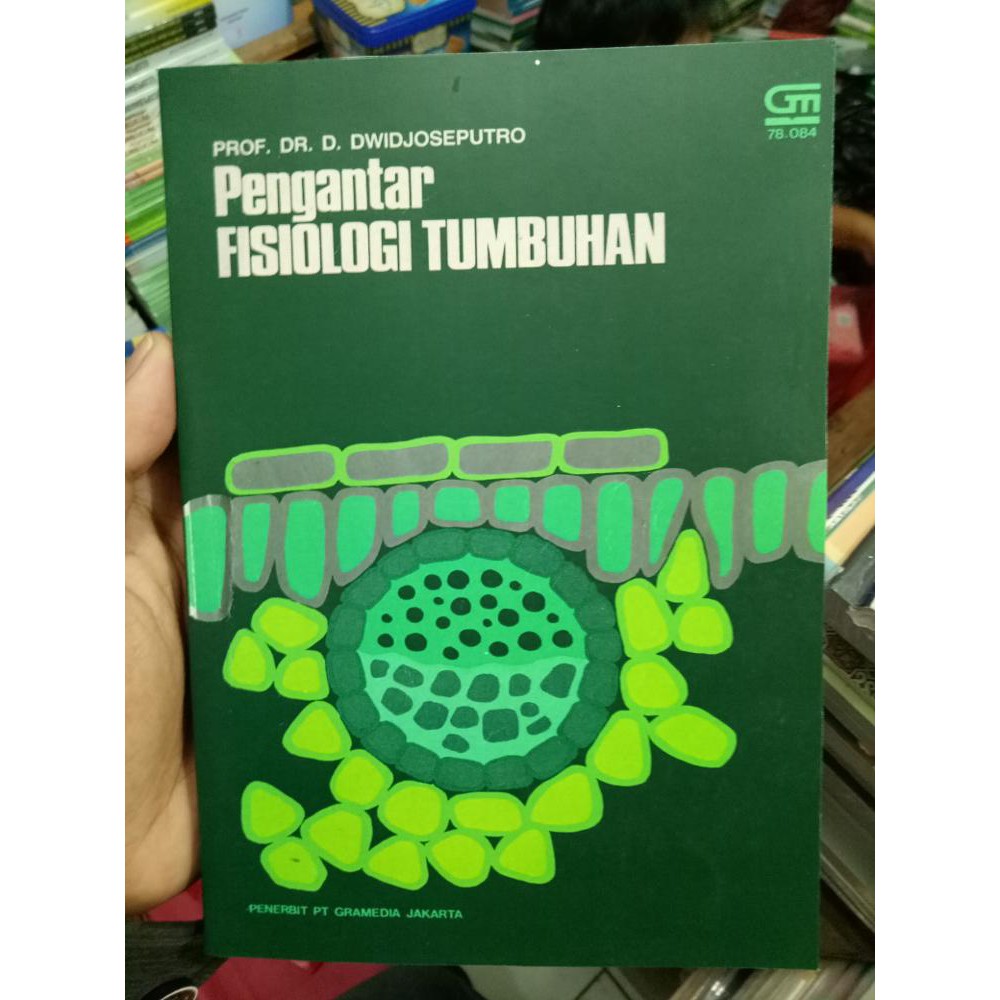 PROF. DR. D. DWIDJOSEPUTRO
Pengantar
FISIOLOGI TUMBUHAN
GM
78.084
PENERBIT PT GRAMEDIA JAKARTA